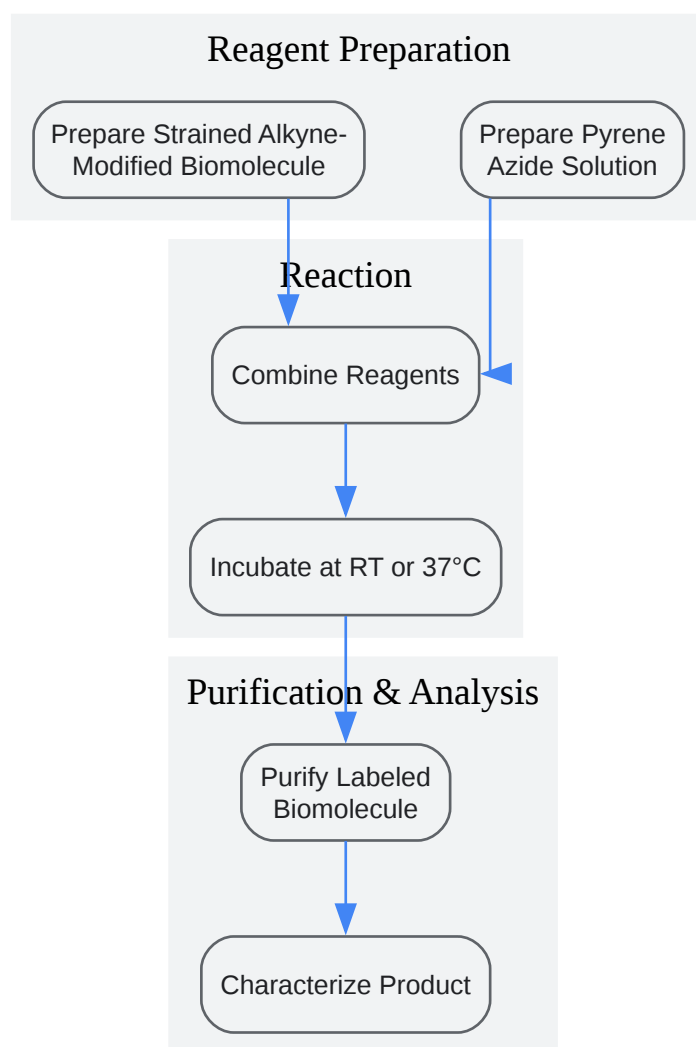 Reagent Preparation
Prepare Strained Alkyne-
Modified Biomolecule
Prepare Pyrene
Azide Solution
Reaction
Combine Reagents
Incubate at RT or 37°C
Purification & Analysis
Purify Labeled
Biomolecule
Characterize Product